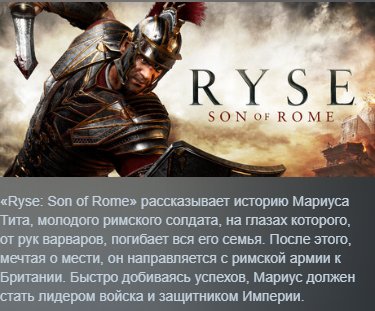 RYSE
SON OF ROME
«Ryse: Son of Rome» рассказывает историю Мариуса
Тита, молодого римского солдата, на глазах которого,
от рук варваров, погибает вся его семья. После этого,
мечтая о мести, он направляется с римской армии к
Британии. Быстро добиваясь успехов, Мариус должен
стать лидером войска и защитником Империи.